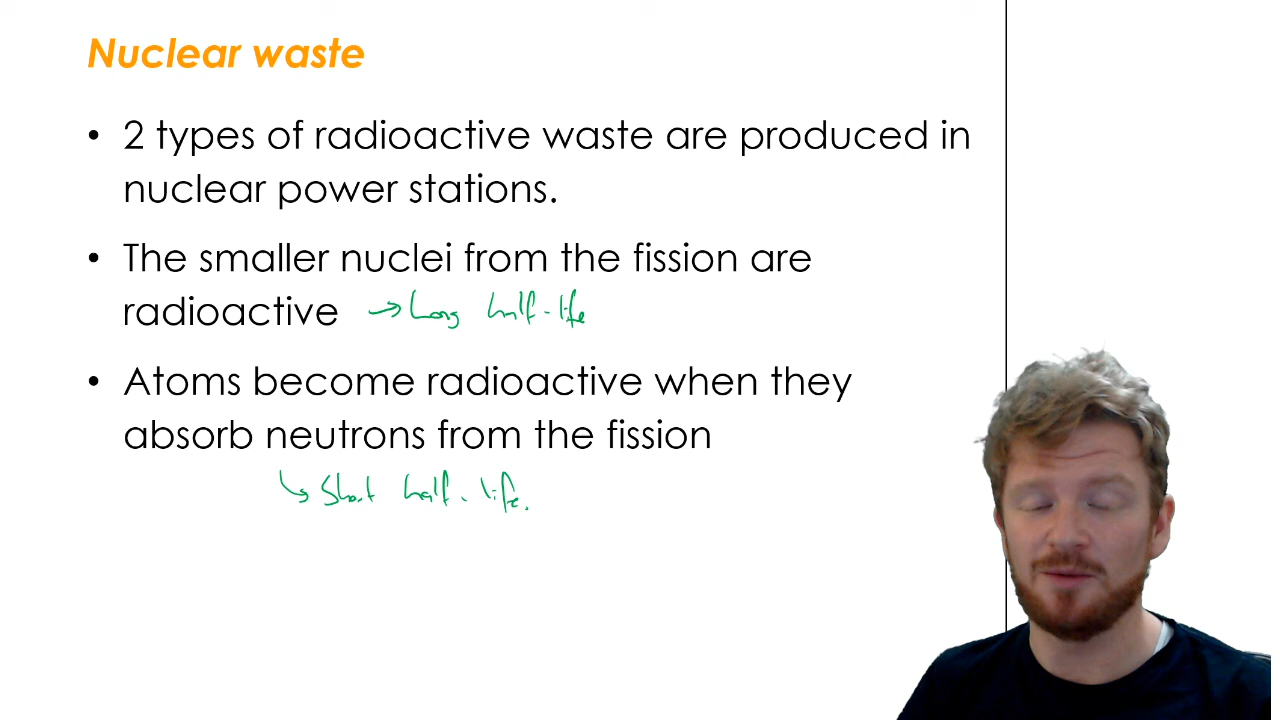 Nuclear waste
• 2 types of radioactive waste are produced in
nuclear power stations.
• The smaller nuclei from the fission are
radioactive → Long half-life
• Atoms become radioactive when they
absorb neutrons from the fission
↳ Short half-life.